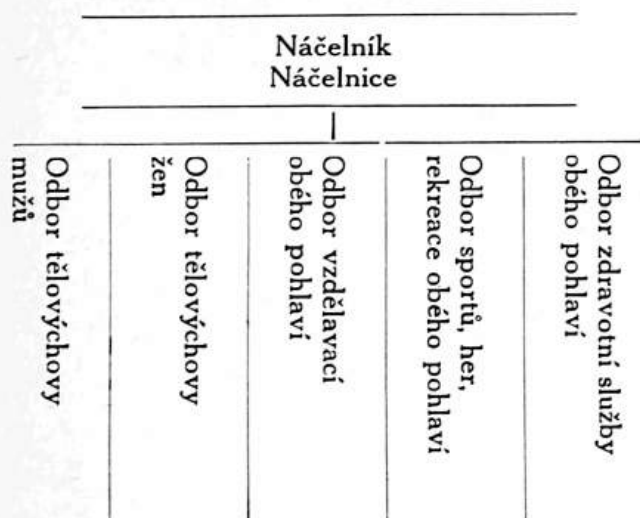 Náčelník
Náčelnice
Odbor tělovýchovy
mužů
Odbor tělovýchovy
žen
Odbor vzdělavací
obého pohlaví
Odbor sportů, her,
rekreace obého pohlaví
Odbor zdravotní služby
obého pohlaví